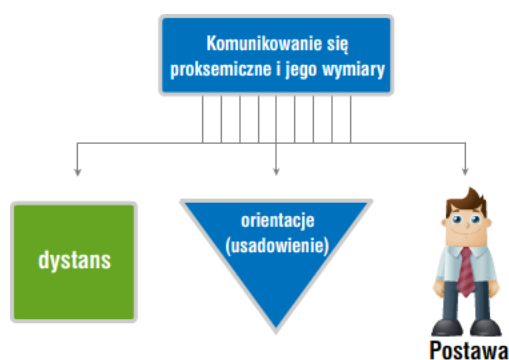 Komunikowanie się
proksemiczne i jego wymiary
dystans
orientacje
(usadowienie)
Postawa